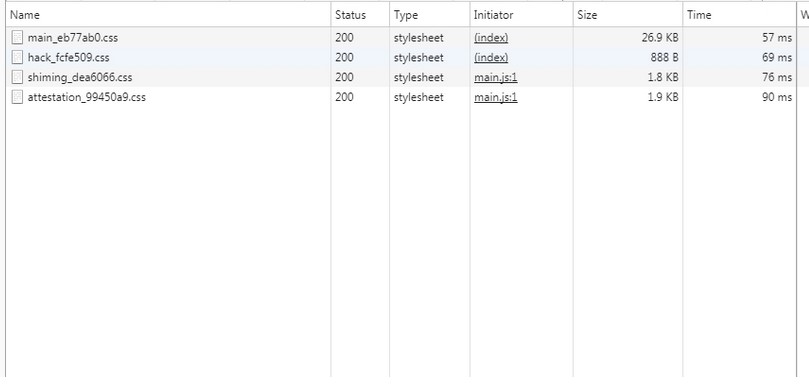 Name Status Type Initiator Size Time W
main_eb77ab0.css 200 stylesheet (index) 26.9 KB 57 ms
hack_fcfe509.css 200 stylesheet (index) 888 B 69 ms
shiming_dea6066.css 200 stylesheet main.js:1 1.8 KB 76 ms
attestation_99450a9.css 200 stylesheet main.js:1 1.9 KB 90 ms